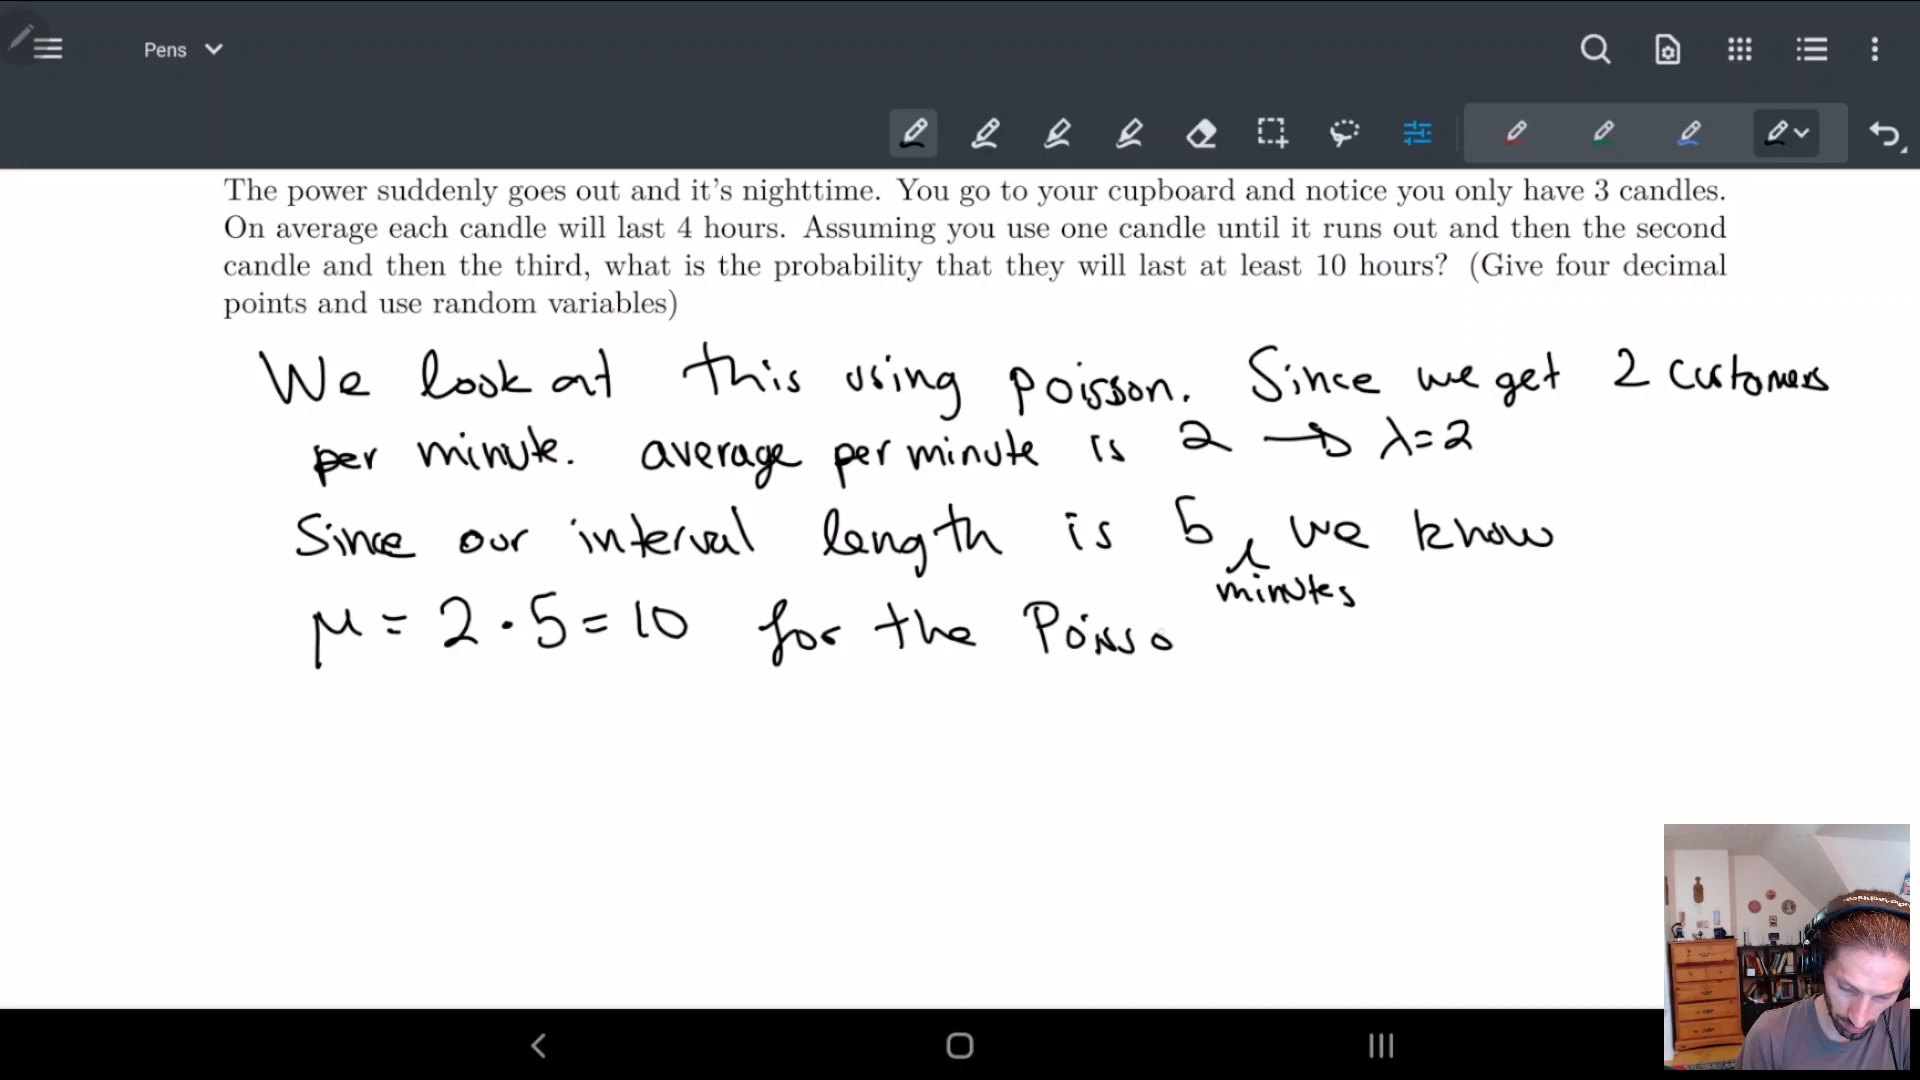 Pens
The power suddenly goes out and it's nighttime. You go to your cupboard and notice you only have 3 candles.
On average each candle will last 4 hours. Assuming you use one candle until it runs out and then the second
candle and then the third, what is the probability that they will last at least 10 hours? (Give four decimal
points and use random variables)
We look at this using poisson. Since we get 2 customers
per minute. average per minute is 2 → λ=2
Since our interval length is 5 we know
minutes
μ = 2 · 5 = 10 for the Poisso